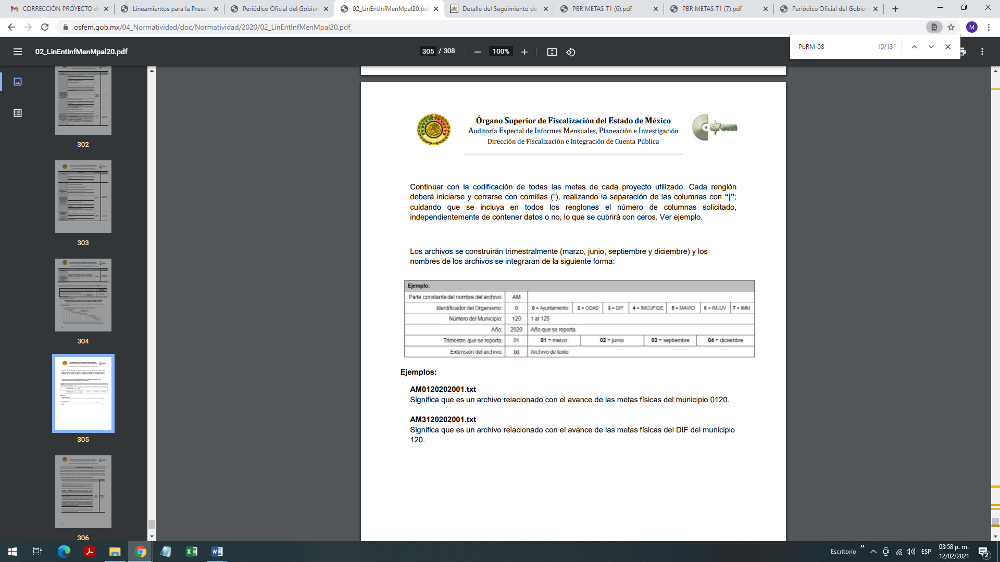 CORRECCIÓN PROYECTO d
Lineamientos para la Presen
Periódico Oficial del Gobier
02_LinEntInfMenMpal20.pdf
Detalle del Seguimiento de
PBR METAS T1 (6).pdf
PBR METAS T1 (7).pdf
Periódico Oficial del Gobier
osfem.gob.mx/04_Normatividad/doc/Normatividad/2020/02_LinEntInfMenMpal20.pdf
M
02_LinEntInfMenMpal20.pdf
305 / 308
100%
PbRM-08
10/13
302
303
304
305
306
Órgano Superior de Fiscalización del Estado de México
Auditoría Especial de Informes Mensuales, Planeación e Investigación
Dirección de Fiscalización e Integración de Cuenta Pública
osfem
Continuar con la codificación de todas las metas de cada proyecto utilizado. Cada renglón
deberá iniciarse y cerrarse con comillas (“), realizando la separación de las columnas con “|”;
cuidando que se incluya en todos los renglones el número de columnas solicitado,
independientemente de contener datos o no, lo que se cubrirá con ceros. Ver ejemplo.
Los archivos se construirán trimestralmente (marzo, junio, septiembre y diciembre) y los
nombres de los archivos se integraran de la siguiente forma:
Ejemplo:
Parte constante del nombre del archivo: AM
Identificador del Organismo: 0 0 = Ayuntamiento 2 = ODAS 3 = DIF 4 = IMCUFIDE 5 = MAVICI 6 = IMJUV 7 = IMM
Número del Municipio: 120 1 al 125
Año: 2020 Año que se reporta
Trimestre que se reporta: 01 01 = marzo 02 = junio 03 = septiembre 04 = diciembre
Extensión del archivo: txt Archivo de texto
Ejemplos:
AM0120202001.txt
Significa que es un archivo relacionado con el avance de las metas físicas del municipio 0120.
AM3120202001.txt
Significa que es un archivo relacionado con el avance de las metas físicas del DIF del municipio
120.
Escritorio
ESP
03:58 p. m.
12/02/2021
2